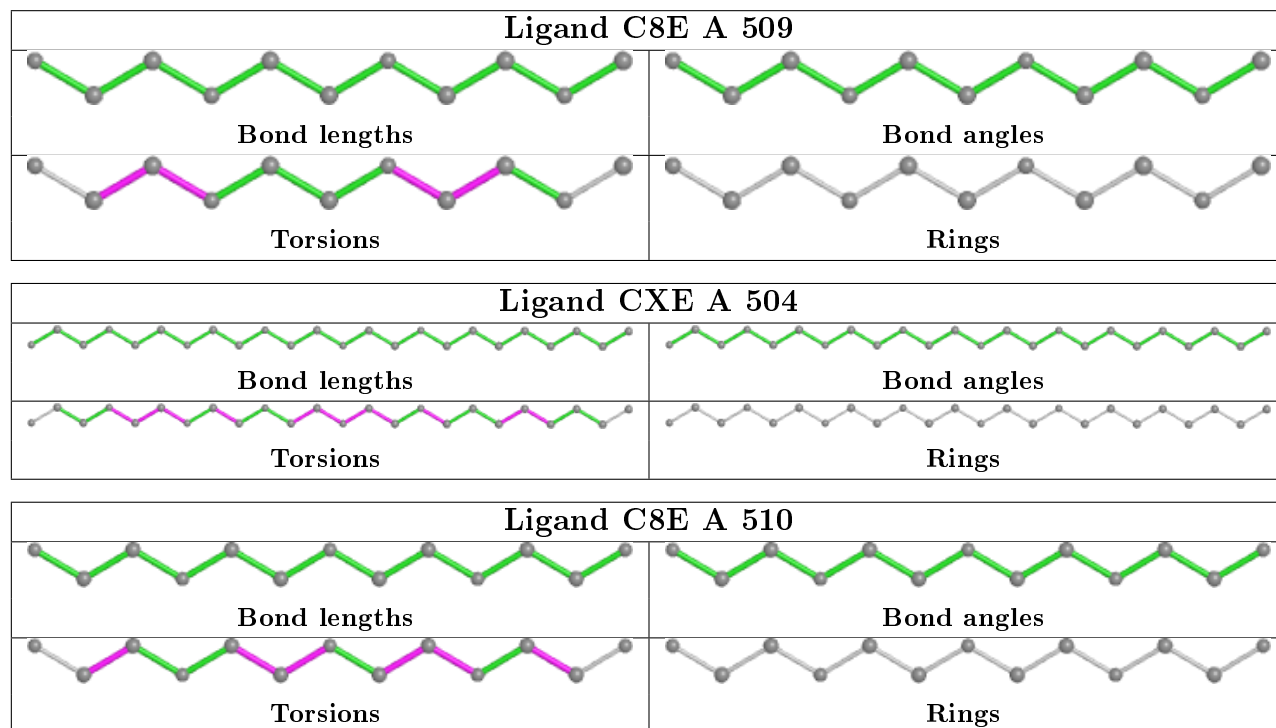 Ligand C8E A 509
Bond lengths
Bond angles
Torsions
Rings
Ligand CXE A 504
Bond lengths
Bond angles
Torsions
Rings
Ligand C8E A 510
Bond lengths
Bond angles
Torsions
Rings